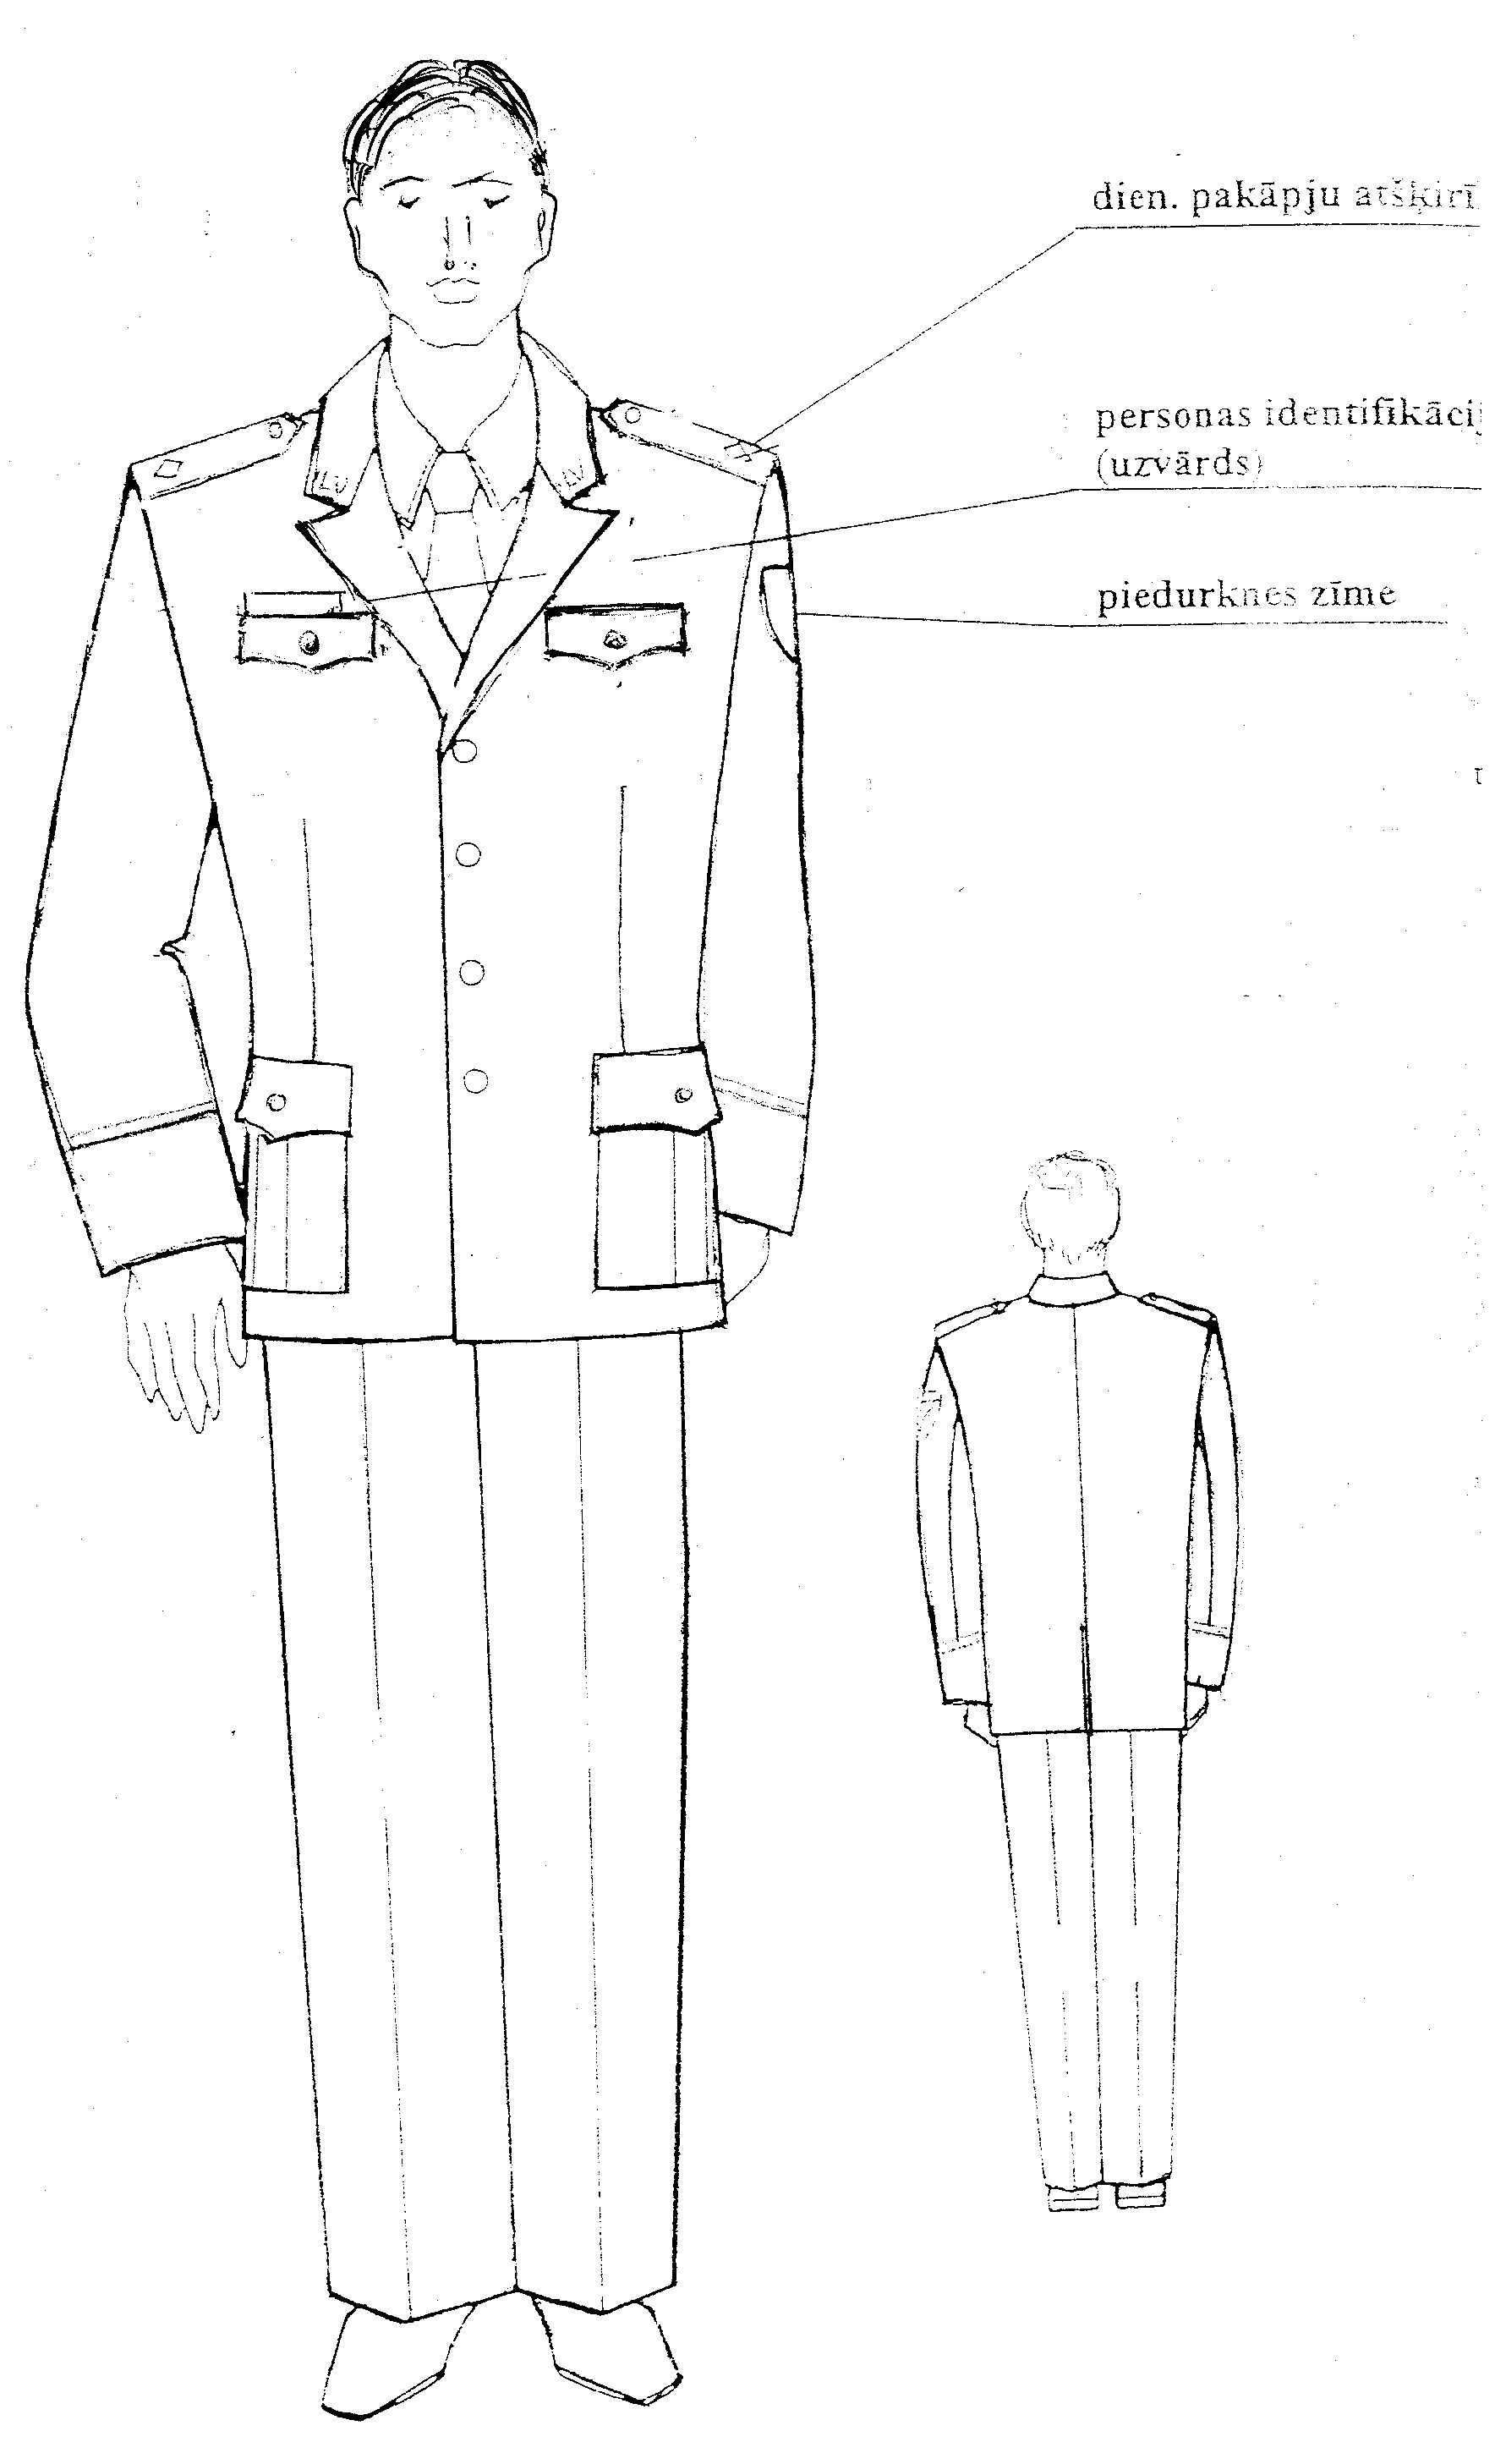 dien. pakāpju atšķirī
personas identifikācij
(uzvārds)
piedurknes zīme
LV
LV